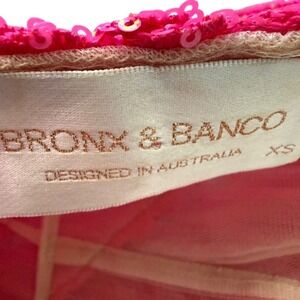 BRONX & BANCO
DESIGNED IN AUSTRALIA XS